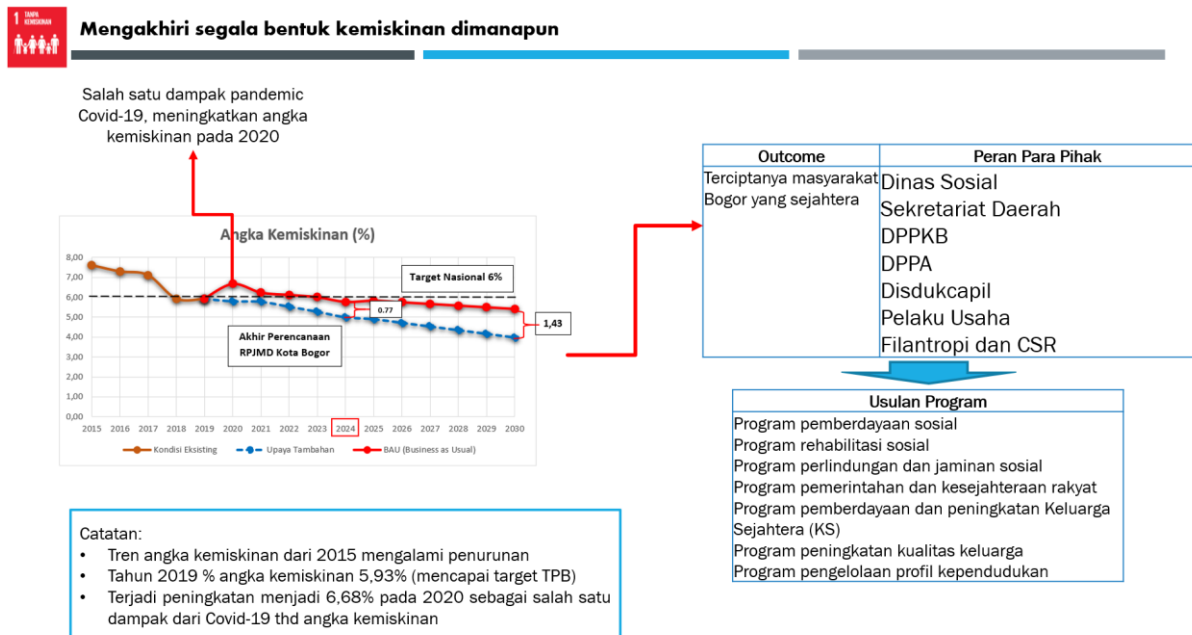 1 TANPA
KEMISKINAN
Mengakhiri segala bentuk kemiskinan dimanapun
Salah satu dampak pandemic
Covid-19, meningkatkan angka
kemiskinan pada 2020
Angka Kemiskinan (%)
8,00
7,00
6,00
5,00
4,00
3,00
2,00
1,00
0,00
Target Nasional 6%
0.77
1,43
Akhir Perencanaan
RPJMD Kota Bogor
2015 2016 2017 2018 2019 2020 2021 2022 2023 2024 2025 2026 2027 2028 2029 2030
Kondisi Eksisting Upaya Tambahan BAU (Business as Usual)
Catatan:
• Tren angka kemiskinan dari 2015 mengalami penurunan
• Tahun 2019 % angka kemiskinan 5,93% (mencapai target TPB)
• Terjadi peningkatan menjadi 6,68% pada 2020 sebagai salah satu
dampak dari Covid-19 thd angka kemiskinan
Outcome Peran Para Pihak
Terciptanya masyarakat
Bogor yang sejahtera
Dinas Sosial
Sekretariat Daerah
DPPKB
DPPA
Disdukcapil
Pelaku Usaha
Filantropi dan CSR
Usulan Program
Program pemberdayaan sosial
Program rehabilitasi sosial
Program perlindungan dan jaminan sosial
Program pemerintahan dan kesejahteraan rakyat
Program pemberdayaan dan peningkatan Keluarga
Sejahtera (KS)
Program peningkatan kualitas keluarga
Program pengelolaan profil kependudukan